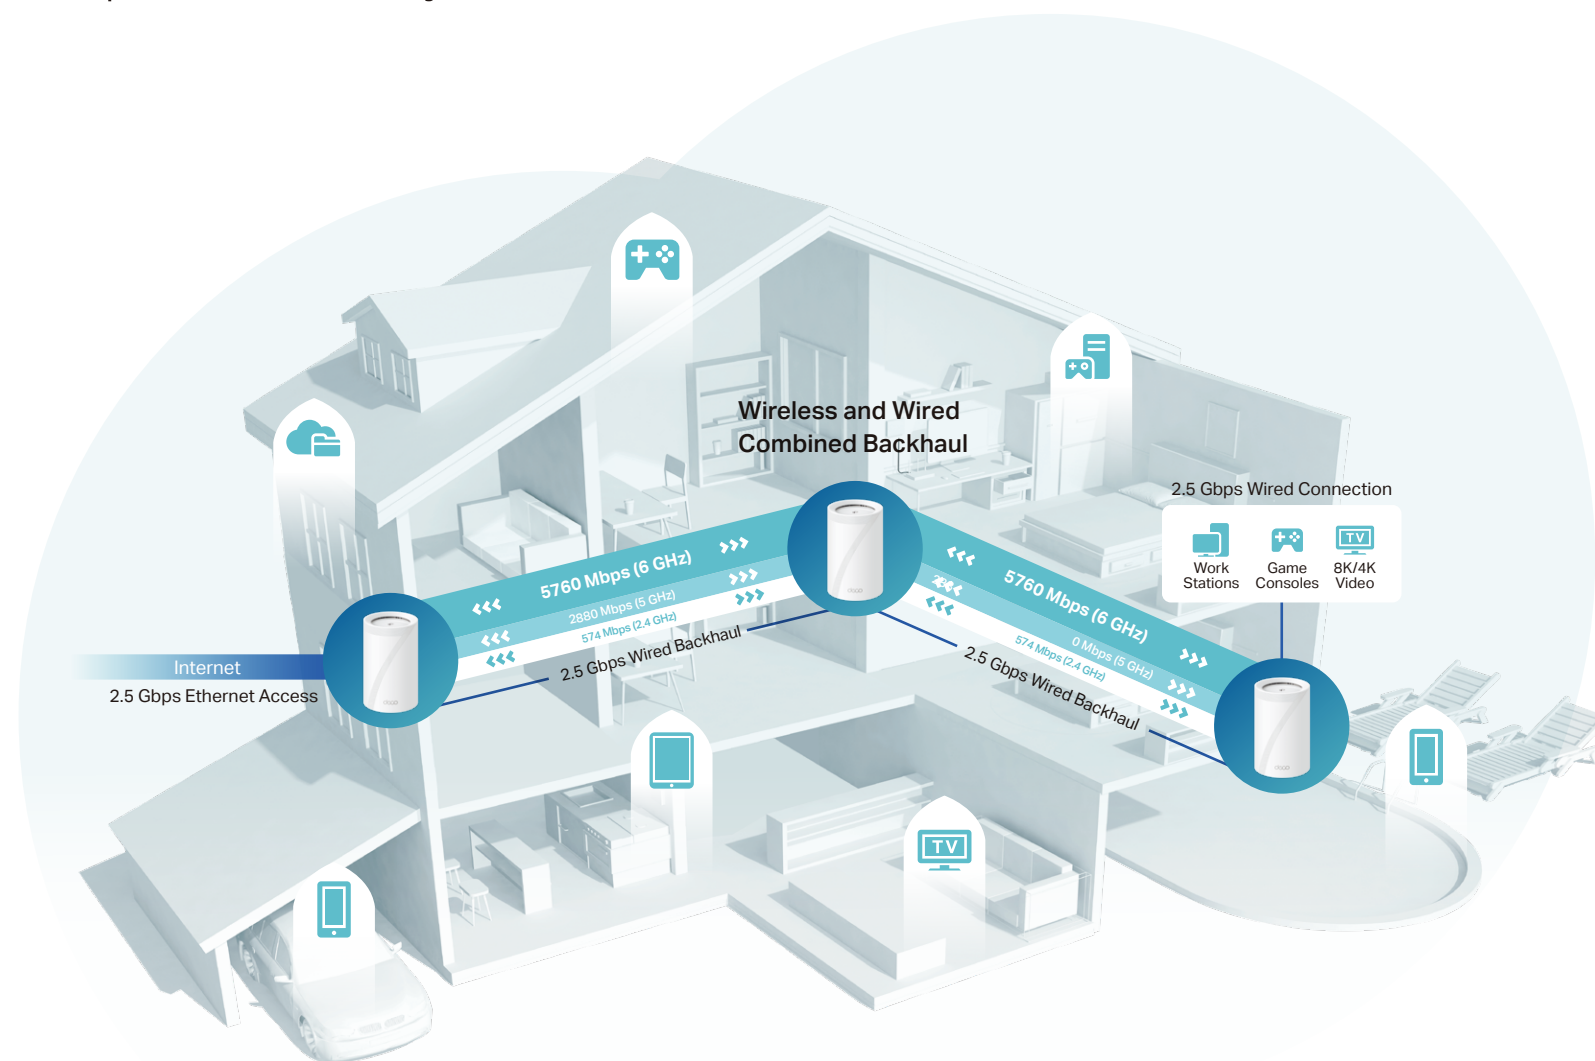 Wireless and Wired
Combined Backhaul
2.5 Gbps Wired Connection
Work
Stations
Game
Consoles
8K/4K
Video
TV
5760 Mbps (6 GHz)
2880 Mbps (5 GHz)
574 Mbps (2.4 GHz)
2.5 Gbps Wired Backhaul
5760 Mbps (6 GHz)
0 Mbps (5 GHz)
574 Mbps (2.4 GHz)
2.5 Gbps Wired Backhaul
Internet
2.5 Gbps Ethernet Access
TV